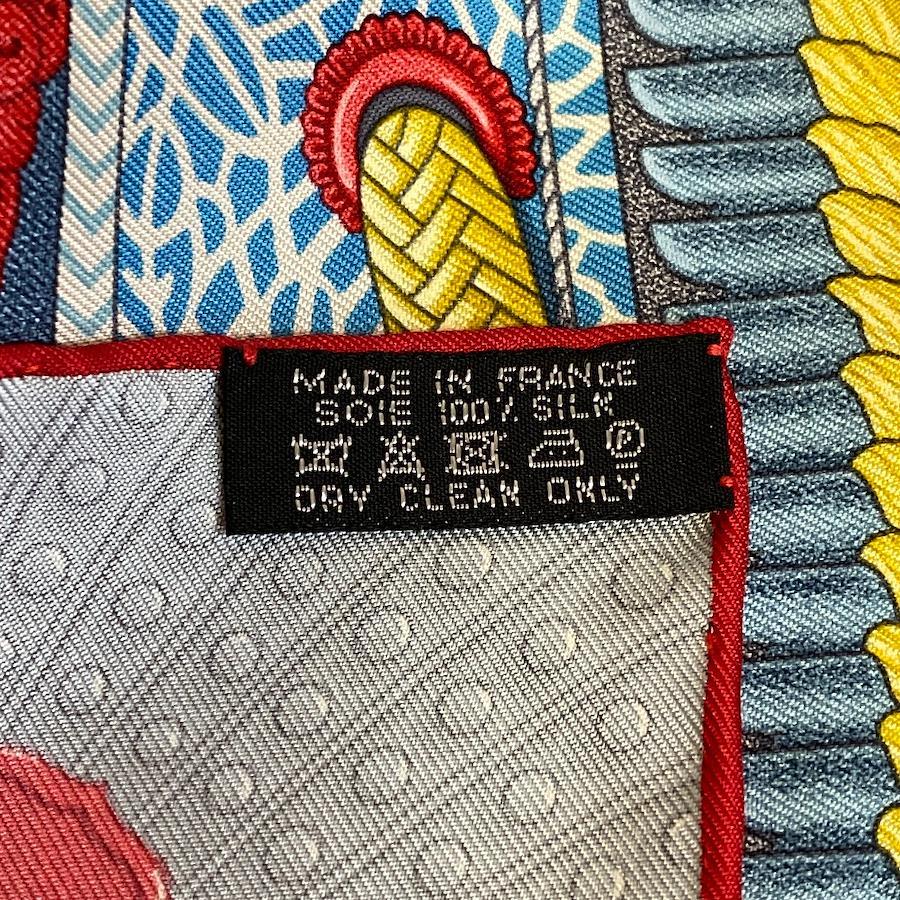 MADE IN FRANCE
SOIE 100% SILK
P
DRY CLEAN ONLY